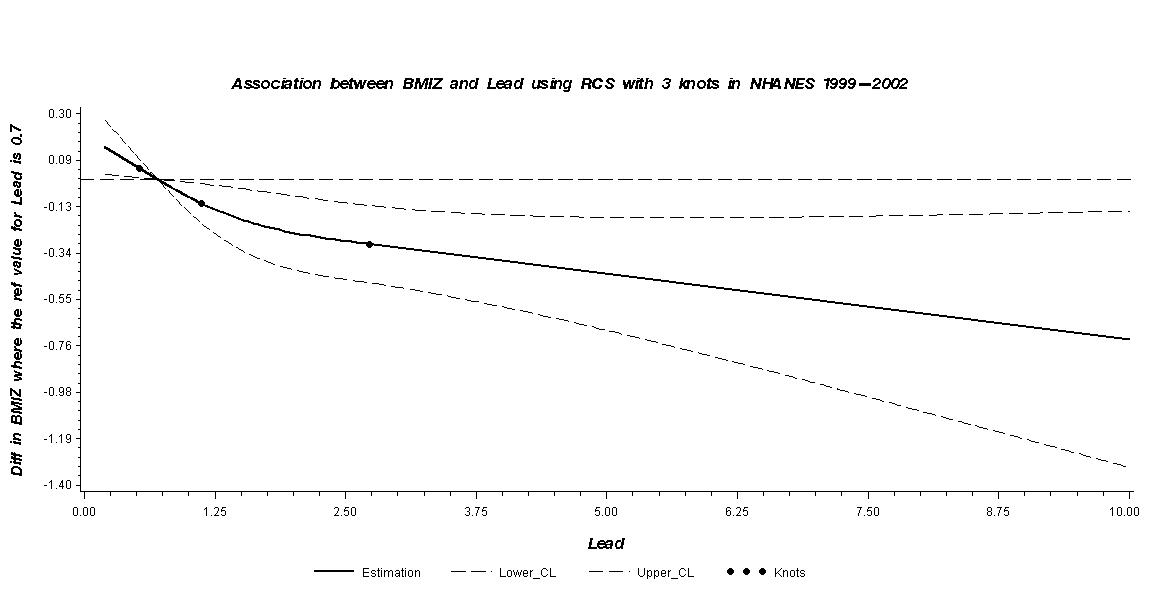 Association between BMIZ and Lead using RCS with 3 knots in NHANES 1999—2002
Diff in BMIZ where the ref value for Lead is 0.7
0.30
0.09
-0.13
-0.34
-0.55
-0.76
-0.98
-1.19
-1.40
0.00 1.25 2.50 3.75 5.00 6.25 7.50 8.75 10.00
Lead
Estimation Lower_CL Upper_CL Knots